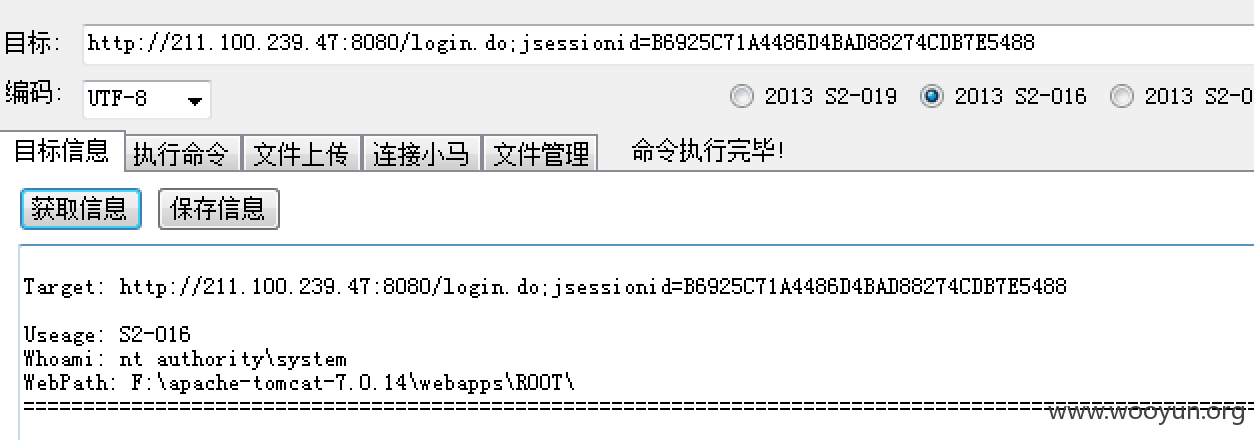 目标: http://211.100.239.47:8080/login.do;jsessionid=B6925C71A4486D4BAD88274CDB7E5488
编码: UTF-8 2013 S2-019 2013 S2-016 2013 S2-0
目标信息 执行命令 文件上传 连接小马 文件管理 命令执行完毕!
获取信息 保存信息
Target: http://211.100.239.47:8080/login.do;jsessionid=B6925C71A4486D4BAD88274CDB7E5488
Useage: S2-016
Whoami: nt authority\system
WebPath: F:\apache-tomcat-7.0.14\webapps\ROOT\
www.wooyun.org